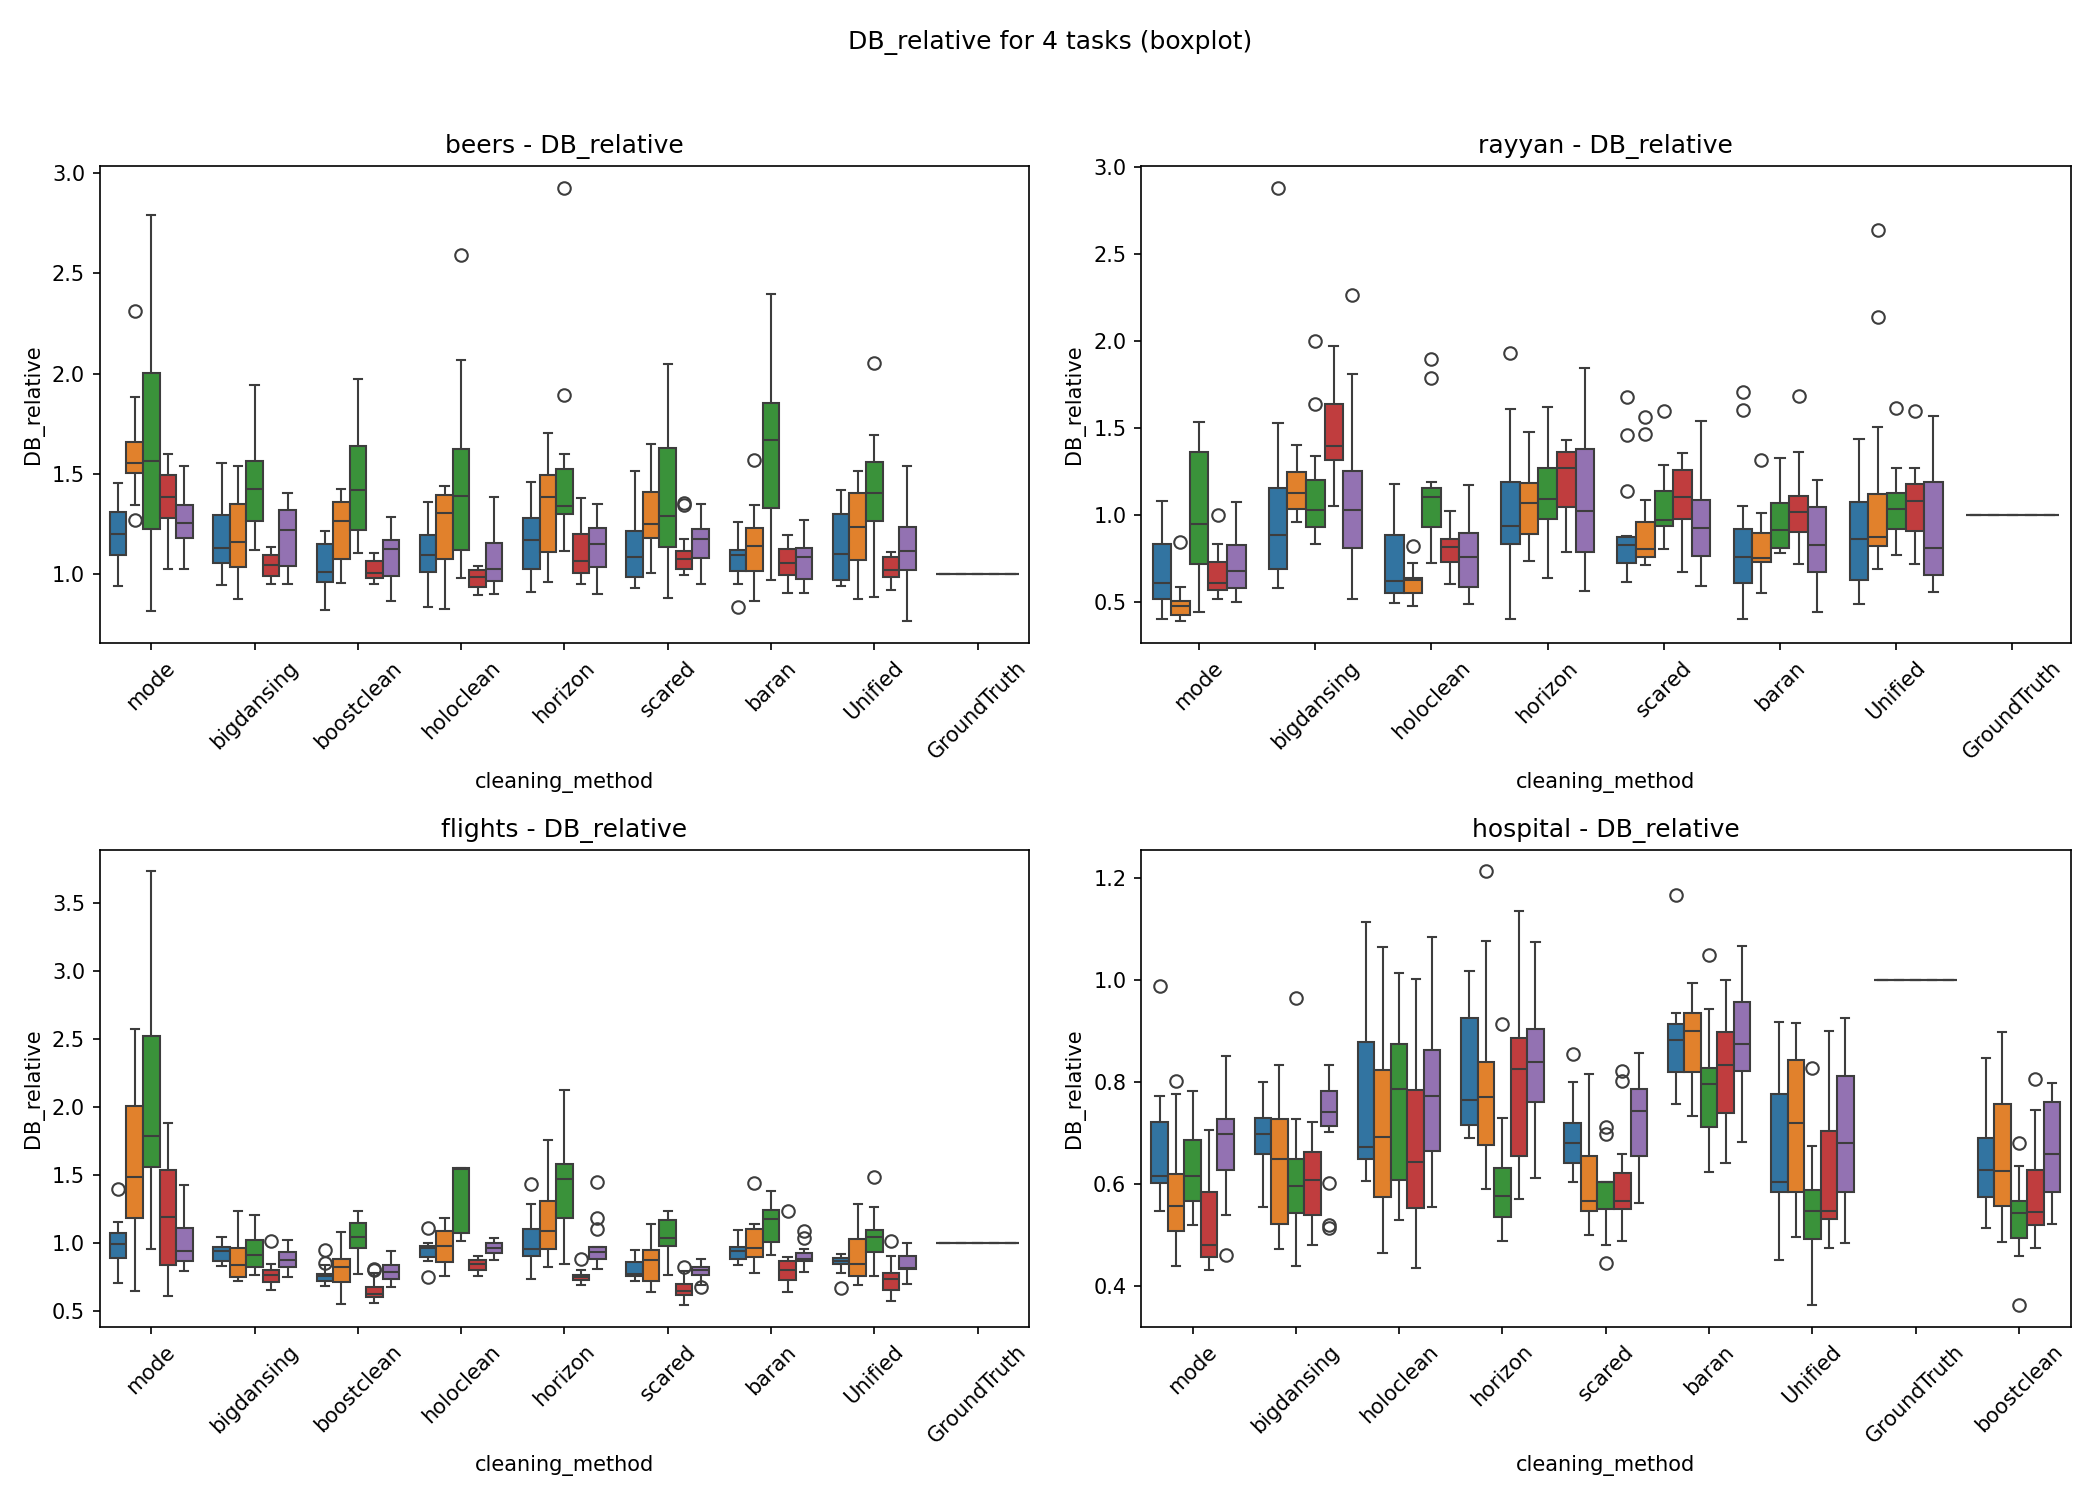 DB_relative for 4 tasks (boxplot)
beers - DB_relative
DB_relative
3.0
2.5
2.0
1.5
1.0
mode
bigdansing
boostclean
holoclean
horizon
scared
baran
Unified
GroundTruth
cleaning_method
rayyan - DB_relative
DB_relative
3.0
2.5
2.0
1.5
1.0
0.5
mode
bigdansing
holoclean
horizon
scared
baran
Unified
GroundTruth
cleaning_method
flights - DB_relative
DB_relative
3.5
3.0
2.5
2.0
1.5
1.0
0.5
mode
bigdansing
boostclean
holoclean
horizon
scared
baran
Unified
GroundTruth
cleaning_method
hospital - DB_relative
DB_relative
1.2
1.0
0.8
0.6
0.4
mode
bigdansing
holoclean
horizon
scared
baran
Unified
GroundTruth
boostclean
cleaning_method